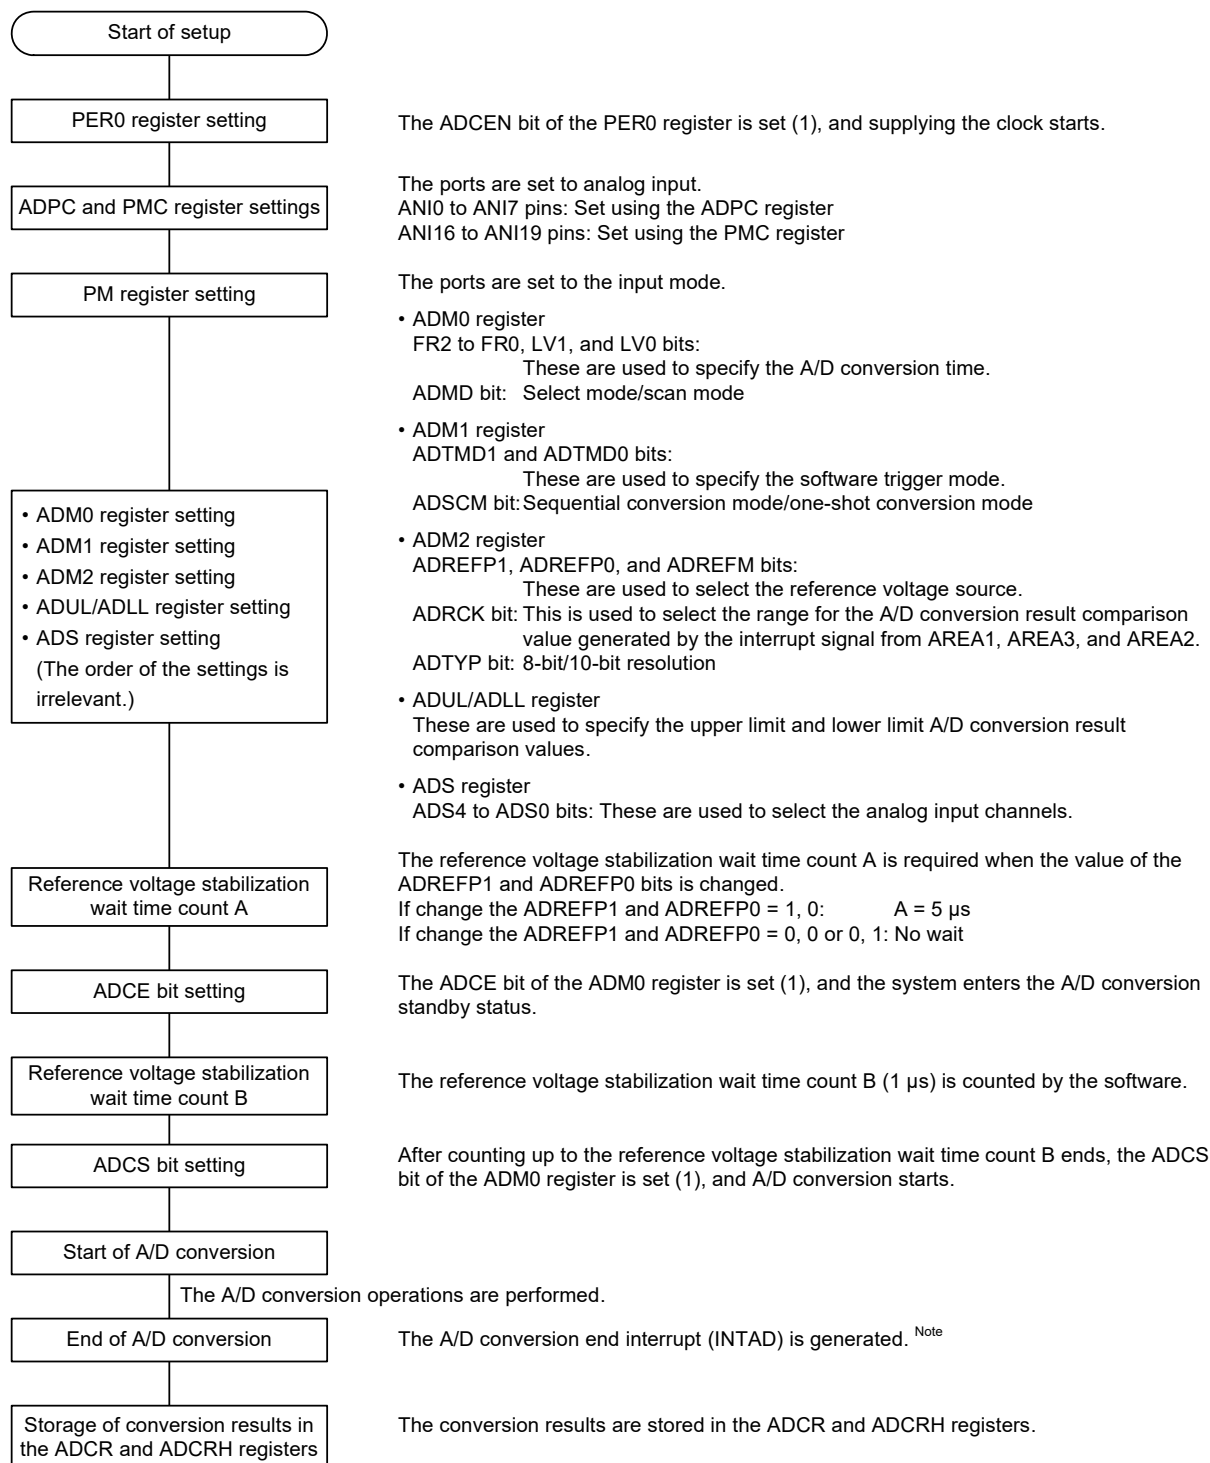 Start of setup
PER0 register setting
The ADCEN bit of the PER0 register is set (1), and supplying the clock starts.
ADPC and PMC register settings
The ports are set to analog input.
ANI0 to ANI7 pins: Set using the ADPC register
ANI16 to ANI19 pins: Set using the PMC register
PM register setting
The ports are set to the input mode.
• ADM0 register setting
• ADM1 register setting
• ADM2 register setting
• ADUL/ADLL register setting
• ADS register setting
(The order of the settings is
irrelevant.)
• ADM0 register
FR2 to FR0, LV1, and LV0 bits:
These are used to specify the A/D conversion time.
ADMD bit: Select mode/scan mode
• ADM1 register
ADTMD1 and ADTMD0 bits:
These are used to specify the software trigger mode.
ADSCM bit: Sequential conversion mode/one-shot conversion mode
• ADM2 register
ADREFP1, ADREFP0, and ADREFM bits:
These are used to select the reference voltage source.
ADRCK bit: This is used to select the range for the A/D conversion result comparison
value generated by the interrupt signal from AREA1, AREA3, and AREA2.
ADTYP bit: 8-bit/10-bit resolution
• ADUL/ADLL register
These are used to specify the upper limit and lower limit A/D conversion result
comparison values.
• ADS register
ADS4 to ADS0 bits: These are used to select the analog input channels.
Reference voltage stabilization
wait time count A
The reference voltage stabilization wait time count A is required when the value of the
ADREFP1 and ADREFP0 bits is changed.
If change the ADREFP1 and ADREFP0 = 1, 0: A = 5 µs
If change the ADREFP1 and ADREFP0 = 0, 0 or 0, 1: No wait
ADCE bit setting
The ADCE bit of the ADM0 register is set (1), and the system enters the A/D conversion
standby status.
Reference voltage stabilization
wait time count B
The reference voltage stabilization wait time count B (1 µs) is counted by the software.
ADCS bit setting
After counting up to the reference voltage stabilization wait time count B ends, the ADCS
bit of the ADM0 register is set (1), and A/D conversion starts.
Start of A/D conversion
The A/D conversion operations are performed.
End of A/D conversion
The A/D conversion end interrupt (INTAD) is generated. Note
Storage of conversion results in
the ADCR and ADCRH registers
The conversion results are stored in the ADCR and ADCRH registers.